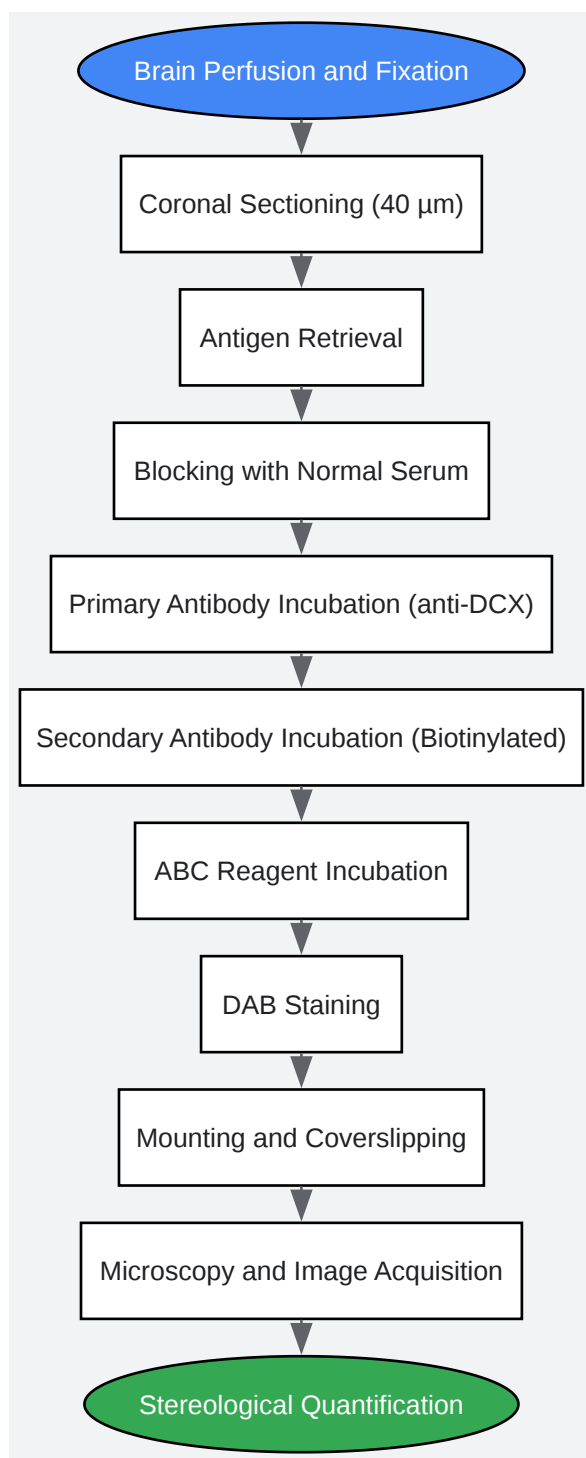 Brain Perfusion and Fixation
Coronal Sectioning (40 µm)
Antigen Retrieval
Blocking with Normal Serum
Primary Antibody Incubation (anti-DCX)
Secondary Antibody Incubation (Biotinylated)
ABC Reagent Incubation
DAB Staining
Mounting and Coverslipping
Microscopy and Image Acquisition
Stereological Quantification